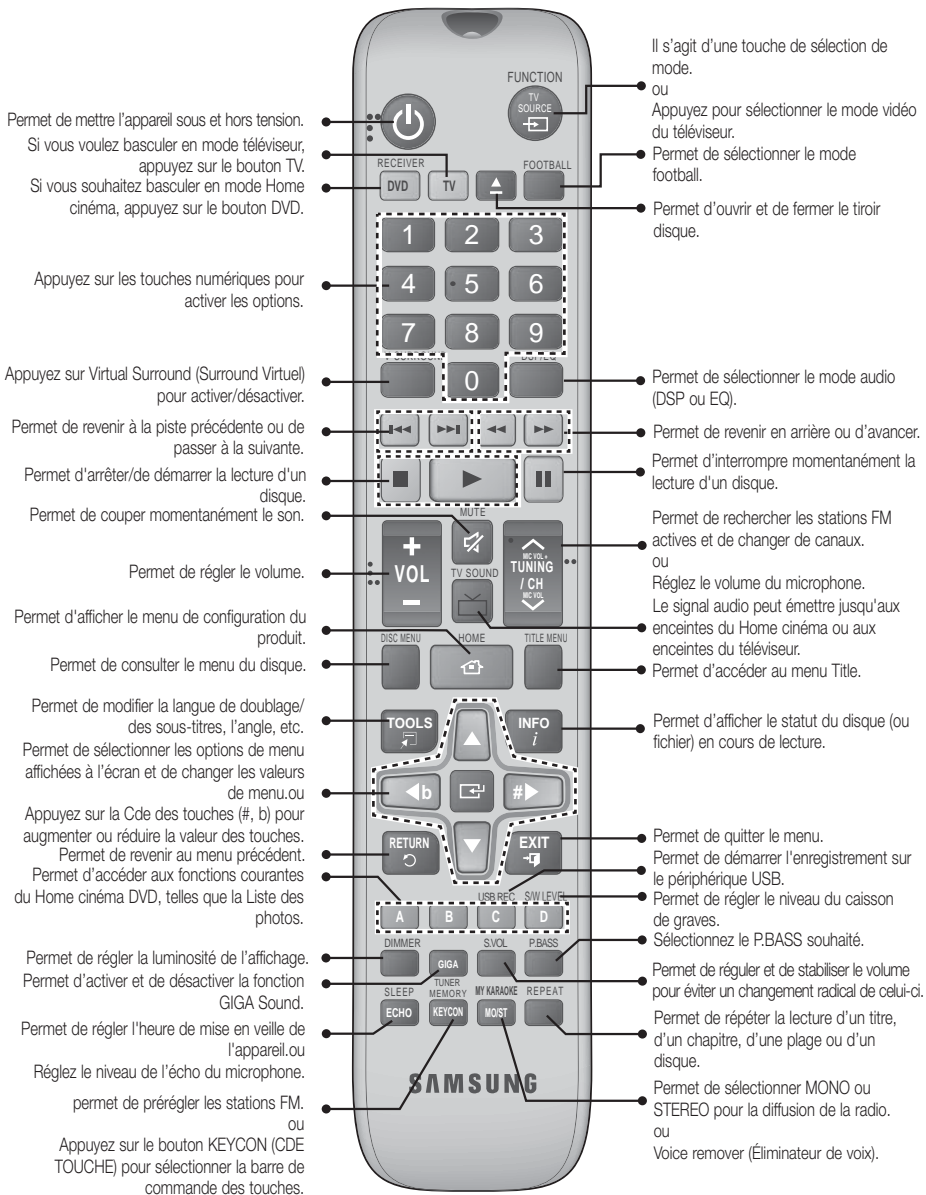 Permet de mettre l'appareil sous et hors tension.
Si vous voulez basculer en mode téléviseur,
appuyez sur le bouton TV.
Si vous souhaitez basculer en mode Home
cinéma, appuyez sur le bouton DVD.
Appuyez sur les touches numériques pour
activer les options.
Appuyez sur Virtual Surround (Surround Virtuel)
pour activer/désactiver.
Permet de revenir à la piste précédente ou de
passer à la suivante.
Permet d'arrêter/de démarrer la lecture d'un
disque.
Permet de couper momentanément le son.
Permet de régler le volume.
Permet d'afficher le menu de configuration du
produit.
Permet de consulter le menu du disque.
Permet de modifier la langue de doublage/
des sous-titres, l'angle, etc.
Permet de sélectionner les options de menu
affichées à l'écran et de changer les valeurs
de menu.ou
Appuyez sur la Cde des touches (#, b) pour
augmenter ou réduire la valeur des touches.
Permet de revenir au menu précédent.
Permet d'accéder aux fonctions courantes
du Home cinéma DVD, telles que la Liste des
photos.
Permet de régler la luminosité de l'affichage.
Permet d'activer et de désactiver la fonction
GIGA Sound.
Permet de régler l'heure de mise en veille de
l'appareil.ou
Réglez le niveau de l'écho du microphone.
permet de prérégler les stations FM.
ou
Appuyez sur le bouton KEYCON (CDE
TOUCHE) pour sélectionner la barre de
commande des touches.
FUNCTION
TV
SOURCE
RECEIVER
FOOTBALL
DVD
TV
1
2
3
4
5
6
7
8
9
V-SURROUND
0
DSP/EQ
MUTE
+
VOL
−
TV SOUND
MIC VOL+
TUNING
/ CH
MIC VOL
DISC MENU
HOME
TITLE MENU
TOOLS
INFO
i
b
#
RETURN
EXIT
USB REC
S/W LEVEL
A
B
C
D
DIMMER
S.VOL
P.BASS
GIGA
SLEEP
TUNER
MEMORY
MY KARAOKE
REPEAT
ECHO
KEYCON
MO/ST
SAMSUNG
Il s'agit d'une touche de sélection de
mode.
ou
Appuyez pour sélectionner le mode vidéo
du téléviseur.
Permet de sélectionner le mode
football.
Permet d'ouvrir et de fermer le tiroir
disque.
Permet de sélectionner le mode audio
(DSP ou EQ).
Permet de revenir en arrière ou d'avancer.
Permet d'interrompre momentanément la
lecture d'un disque.
Permet de rechercher les stations FM
actives et de changer de canaux.
ou
Réglez le volume du microphone.
Le signal audio peut émettre jusqu'aux
enceintes du Home cinéma ou aux
enceintes du téléviseur.
Permet d'accéder au menu Title.
Permet d'afficher le statut du disque (ou
fichier) en cours de lecture.
Permet de quitter le menu.
Permet de démarrer l'enregistrement sur
le périphérique USB.
Permet de régler le niveau du caisson
de graves.
Sélectionnez le P.BASS souhaité.
Permet de réguler et de stabiliser le volume
pour éviter un changement radical de celui-ci.
Permet de répéter la lecture d'un titre,
d'un chapitre, d'une plage ou d'un
disque.
Permet de sélectionner MONO ou
STEREO pour la diffusion de la radio.
ou
Voice remover (Éliminateur de voix).